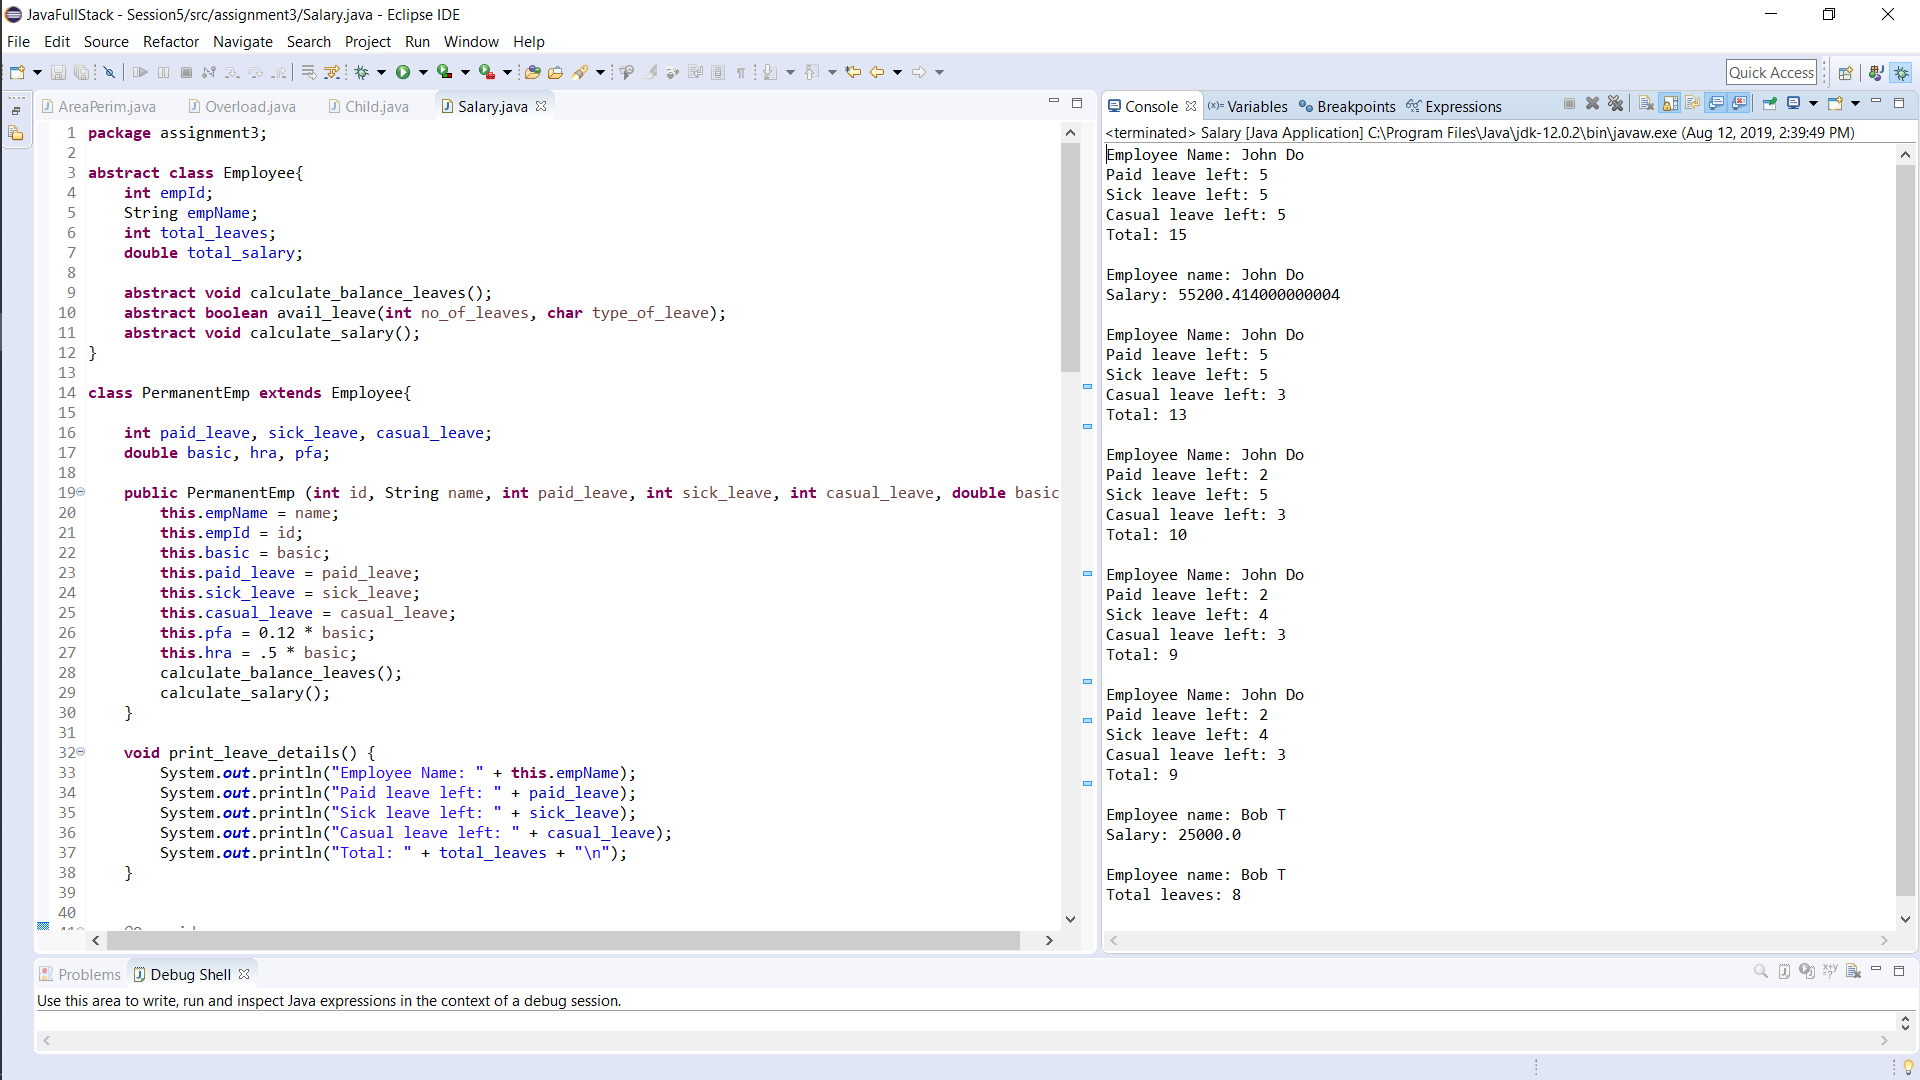 JavaFullStack - Session5/src/assignment3/Salary.java - Eclipse IDE
File Edit Source Refactor Navigate Search Project Run Window Help
Quick Access
AreaPerim.java Overload.java Child.java Salary.java
1 package assignment3;
2
3 abstract class Employee{
4 int empId;
5 String empName;
6 int total_leaves;
7 double total_salary;
8
9 abstract void calculate_balance_leaves();
10 abstract boolean avail_leave(int no_of_leaves, char type_of_leave);
11 abstract void calculate_salary();
12 }
13
14 class PermanentEmp extends Employee{
15
16 int paid_leave, sick_leave, casual_leave;
17 double basic, hra, pfa;
18
19 public PermanentEmp (int id, String name, int paid_leave, int sick_leave, int casual_leave, double basic
20 this.empName = name;
21 this.empId = id;
22 this.basic = basic;
23 this.paid_leave = paid_leave;
24 this.sick_leave = sick_leave;
25 this.casual_leave = casual_leave;
26 this.pfa = 0.12 * basic;
27 this.hra = .5 * basic;
28 calculate_balance_leaves();
29 calculate_salary();
30 }
31
32 void print_leave_details() {
33 System.out.println("Employee Name: " + this.empName);
34 System.out.println("Paid leave left: " + paid_leave);
35 System.out.println("Sick leave left: " + sick_leave);
36 System.out.println("Casual leave left: " + casual_leave);
37 System.out.println("Total: " + total_leaves + "\n");
38 }
39
40
Console Variables Breakpoints Expressions
<terminated> Salary [Java Application] C:\Program Files\Java\jdk-12.0.2\bin\javaw.exe (Aug 12, 2019, 2:39:49 PM)
Employee Name: John Do
Paid leave left: 5
Sick leave left: 5
Casual leave left: 5
Total: 15
Employee name: John Do
Salary: 55200.414000000004
Employee Name: John Do
Paid leave left: 5
Sick leave left: 5
Casual leave left: 3
Total: 13
Employee Name: John Do
Paid leave left: 2
Sick leave left: 5
Casual leave left: 3
Total: 10
Employee Name: John Do
Paid leave left: 2
Sick leave left: 4
Casual leave left: 3
Total: 9
Employee Name: John Do
Paid leave left: 2
Sick leave left: 4
Casual leave left: 3
Total: 9
Employee name: Bob T
Salary: 25000.0
Employee name: Bob T
Total leaves: 8
Problems Debug Shell
Use this area to write, run and inspect Java expressions in the context of a debug session.